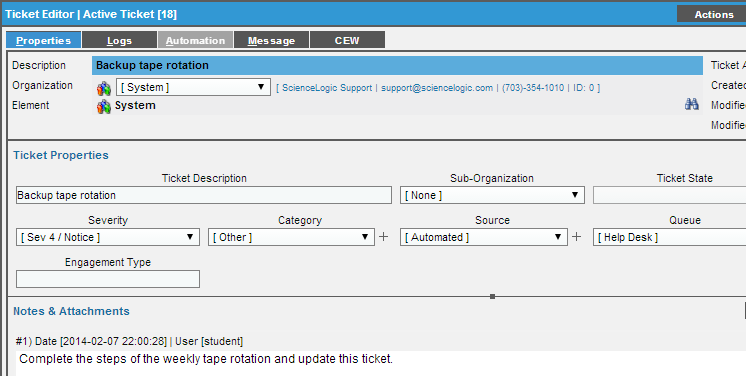 Ticket Editor | Active Ticket [18] Actions
Properties Logs Automation Message CEW
Description Backup tape rotation Ticket A
Organization [ System ] [ ScienceLogic Support | support@sciencelogic.com | (703)-354-1010 | ID: 0 ] Created
Element System Modifie
Modifie
Ticket Properties
Ticket Description Sub-Organization Ticket State
Backup tape rotation [ None ]
Severity Category Source Queue
[ Sev 4 / Notice ] [ Other ] + [ Automated ] + [ Help Desk ]
Engagement Type
Notes & Attachments
#1) Date [2014-02-07 22:00:28] | User [student]
Complete the steps of the weekly tape rotation and update this ticket.